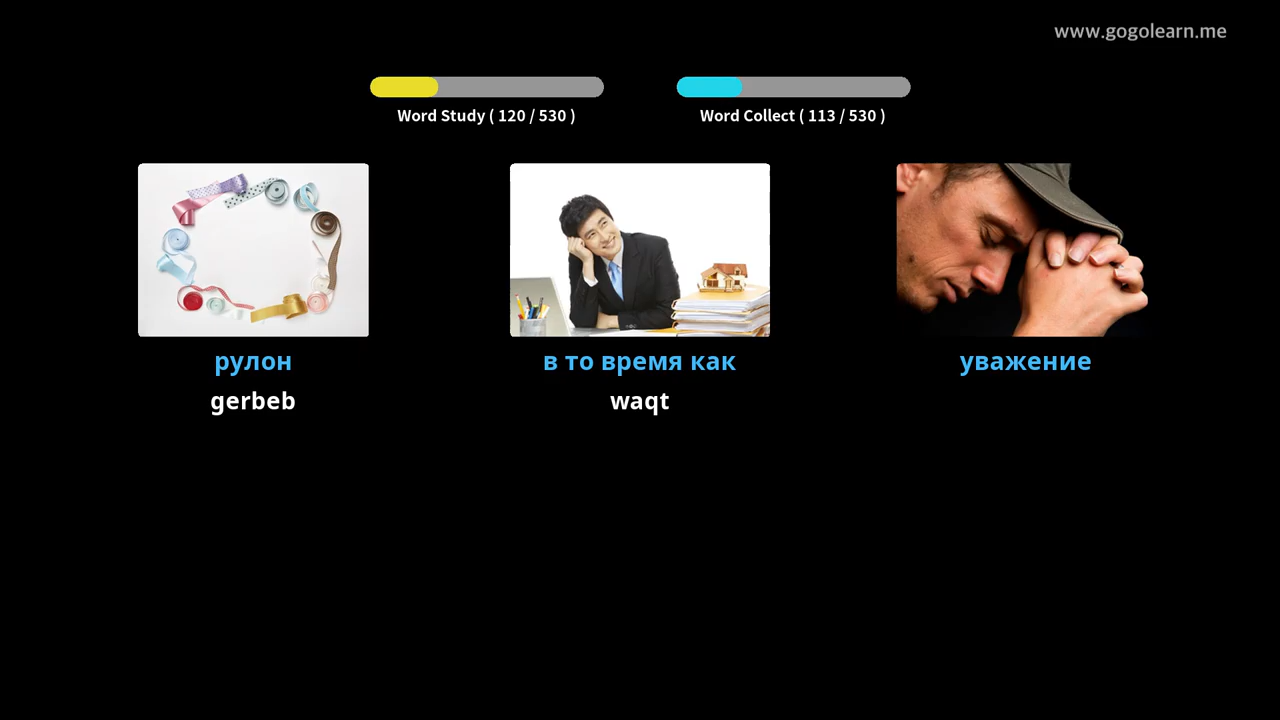 www.gogolearn.me
Word Study ( 120 / 530 )
Word Collect ( 113 / 530 )
рулон
в то время как
уважение
gerbeb
waqt